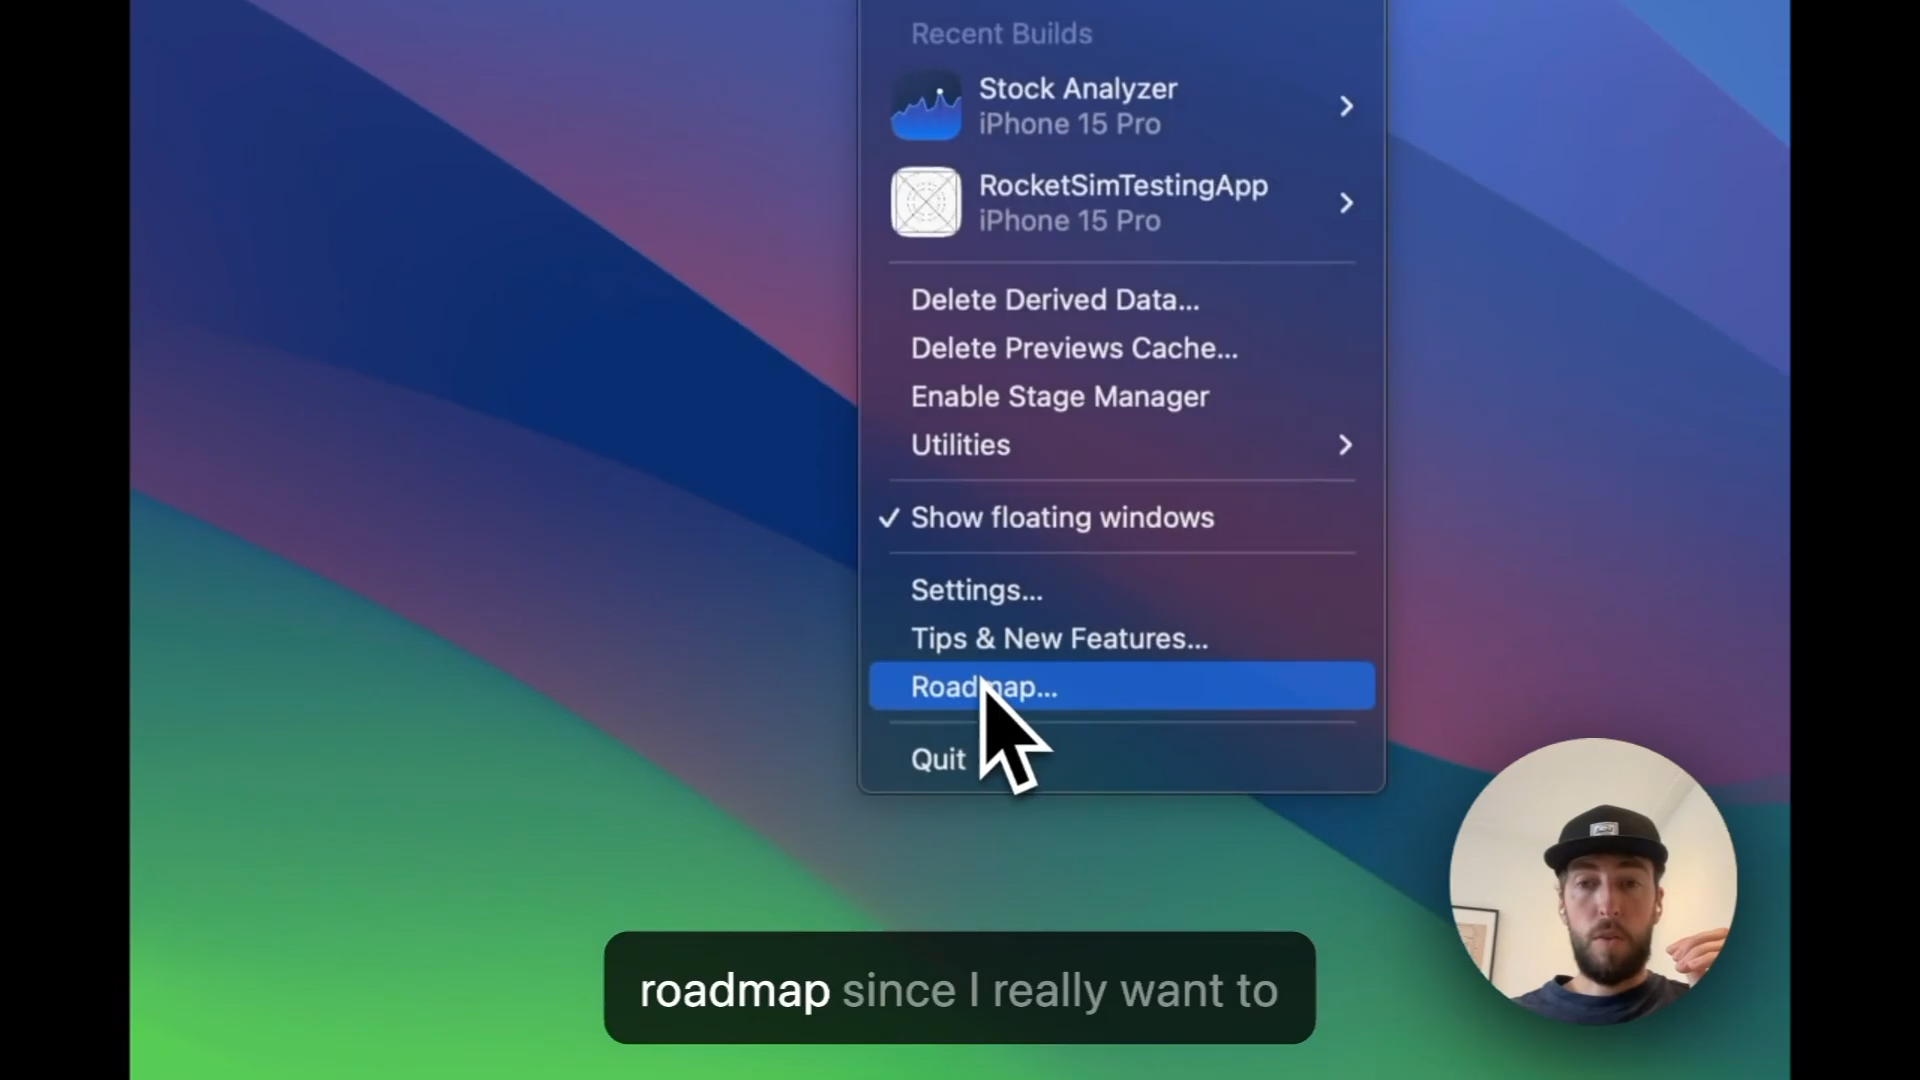 Recent Builds
Stock Analyzer
iPhone 15 Pro
RocketSimTestingApp
iPhone 15 Pro
Delete Derived Data...
Delete Previews Cache...
Enable Stage Manager
Utilities
Show floating windows
Settings...
Tips & New Features...
Roadmap...
Quit
roadmap since I really want to